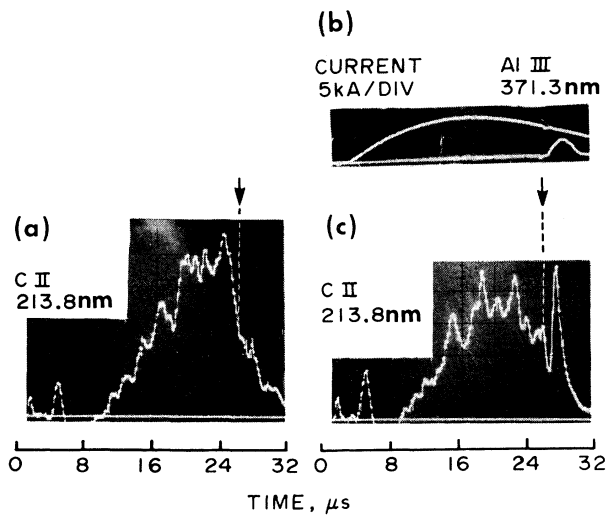 (b)
CURRENT
5kA/DIV
Al III
371.3nm
(a)
C II
213.8nm
(c)
C II
213.8nm
0 8 16 24 32
0 8 16 24 32
TIME, μs